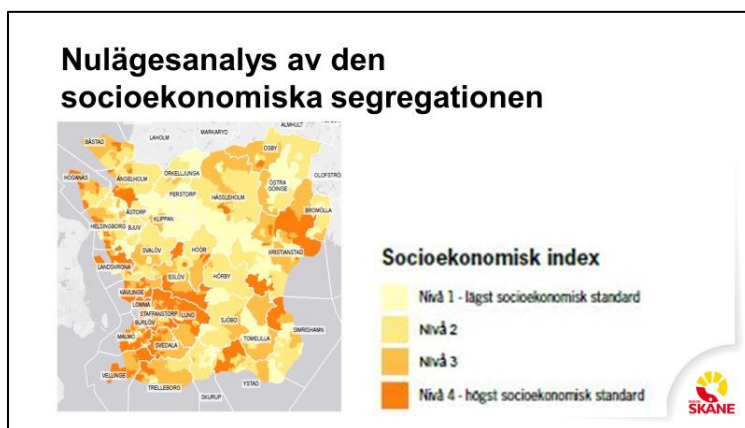 Nulägesanalys av den
socioekonomiska segregationen
ÄLMHULT
MARKARYD
LAHOLM
BÅSTAD
OSBY
ÖRKELLJUNGA
OLOFSTRÖ
HÖGANÄS
ÄNGELHOLM
ÖSTRA
GÖINGE
PERSTORP
HÄSSLEHOLM
BROMÖLLA
ÅSTORP
KLIPPAN
HELSINGBORG
BJUV
KRISTIANSTAD
SVALÖV
HÖÖR
LANDSKRONA
ESLÖV
HÖRBY
KÄVLINGE
LOMMA
STAFFANSTORP
LUND
BURLÖV
SJÖBO
SIMRISHAMN
MALMÖ
TOMELILLA
SVEDALA
VELLINGE
YSTAD
TRELLEBORG
SKURUP
Socioekonomisk index
Nivå 1 - lägst socioekonomisk standard
Nivå 2
Nivå 3
Nivå 4 - högst socioekonomisk standard
REGION
SKÅNE